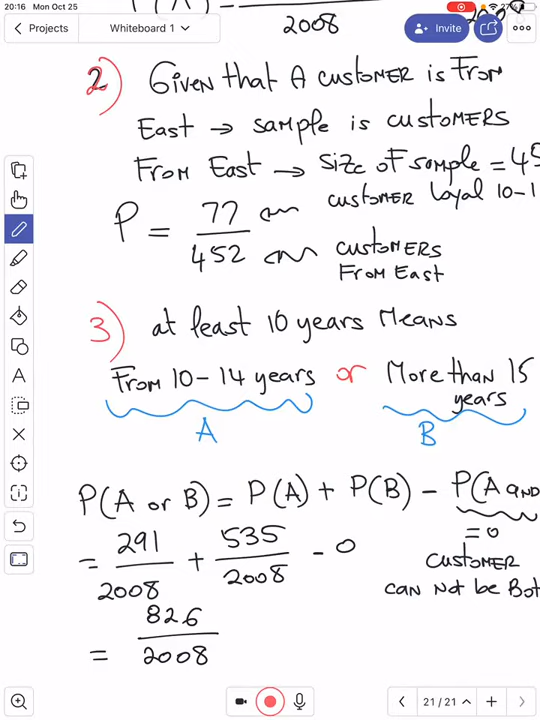 20:16 Mon Oct 25
Projects
Whiteboard 1
Invite
2008
2) Given that A customer is From
East → sample is customers
From East → size of sample = 45
P = 77 / 452
customer Loyal 10-1
customers
From East
3) at least 10 years Means
From 10-14 years or More than 15
years
A
B
P(A or B) = P(A) + P(B) - P(A and
= 291/2008 + 535/2008 - 0
= 0
customer
can not be Bot
= 826/2008
21/21